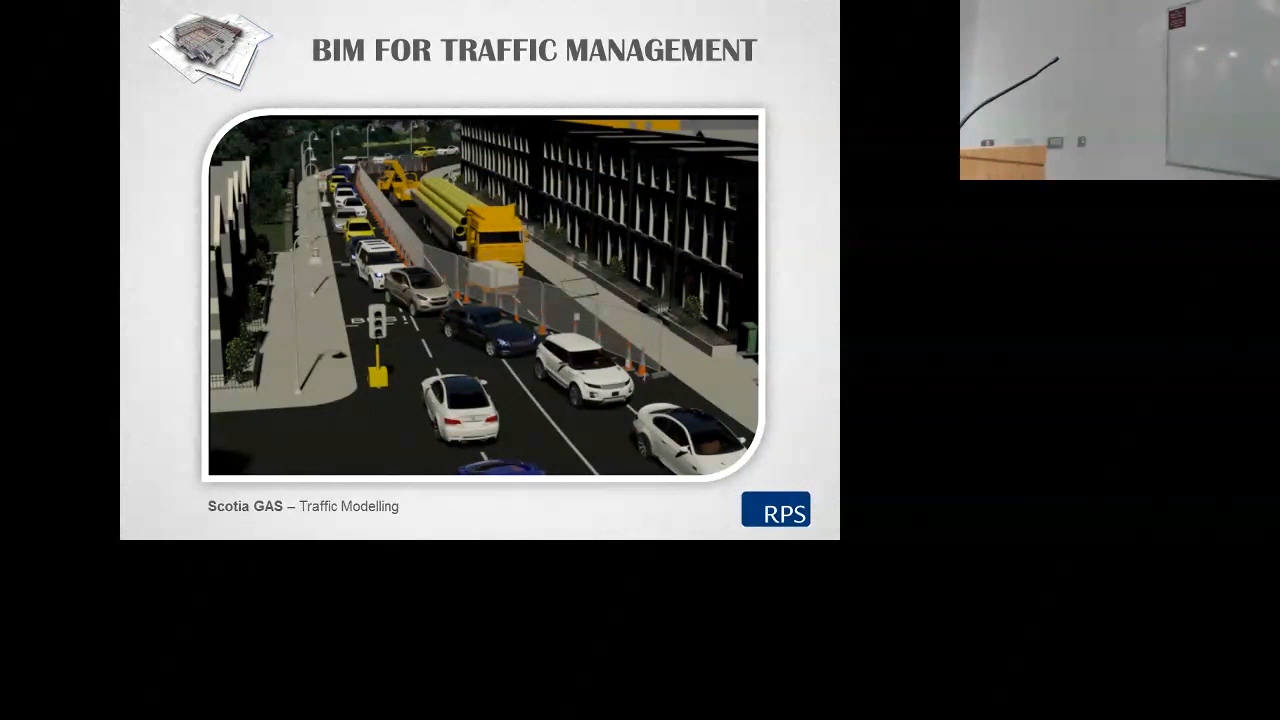 BIM FOR TRAFFIC MANAGEMENT
Scotia GAS – Traffic Modelling
RPS